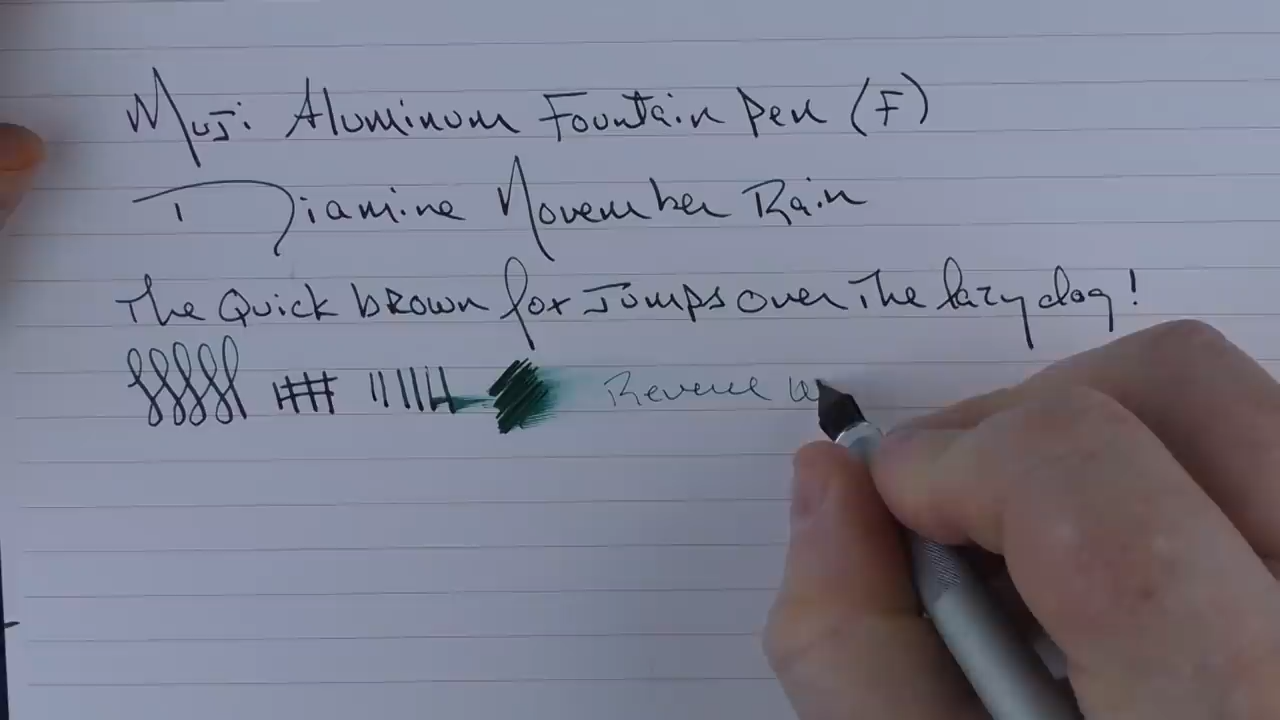 Muji Aluminum Fountain Pen (F)
Diamine November Rain
The Quick brown fox Jumps over The lazy dog!
Reverse w